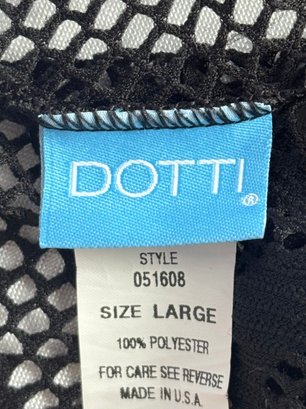 DOTTI®
STYLE
051608
SIZE LARGE
100% POLYESTER
FOR CARE SEE REVERSE
MADE IN U.S.A.